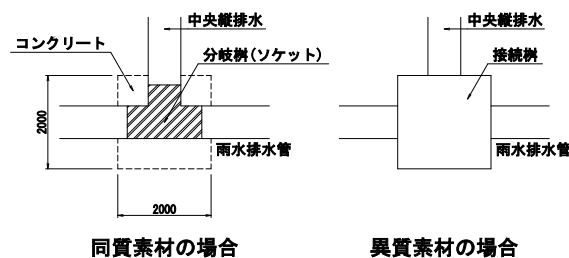 中央縦排水
コンクリート
分岐桝(ソケット)
2000
雨水排水管
2000
同質素材の場合
中央縦排水
接続桝
雨水排水管
異質素材の場合